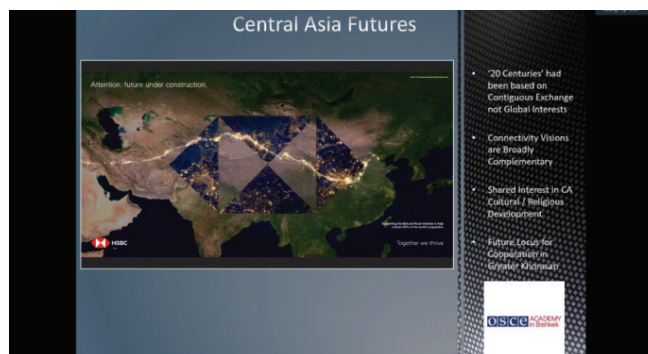 Central Asia Futures
Attention: future under construction.
HSBC
Together we thrive
• '20 Centuries' had
been based on
Contiguous Exchange
not Global Interests
• Connectivity Visions
are Broadly
Complementary
• Shared Interest in CA
Cultural / Religious
Development
• Future Locus for
Cooperation in
Greater Khorasan
OSCE ACADEMY
in Bishkek